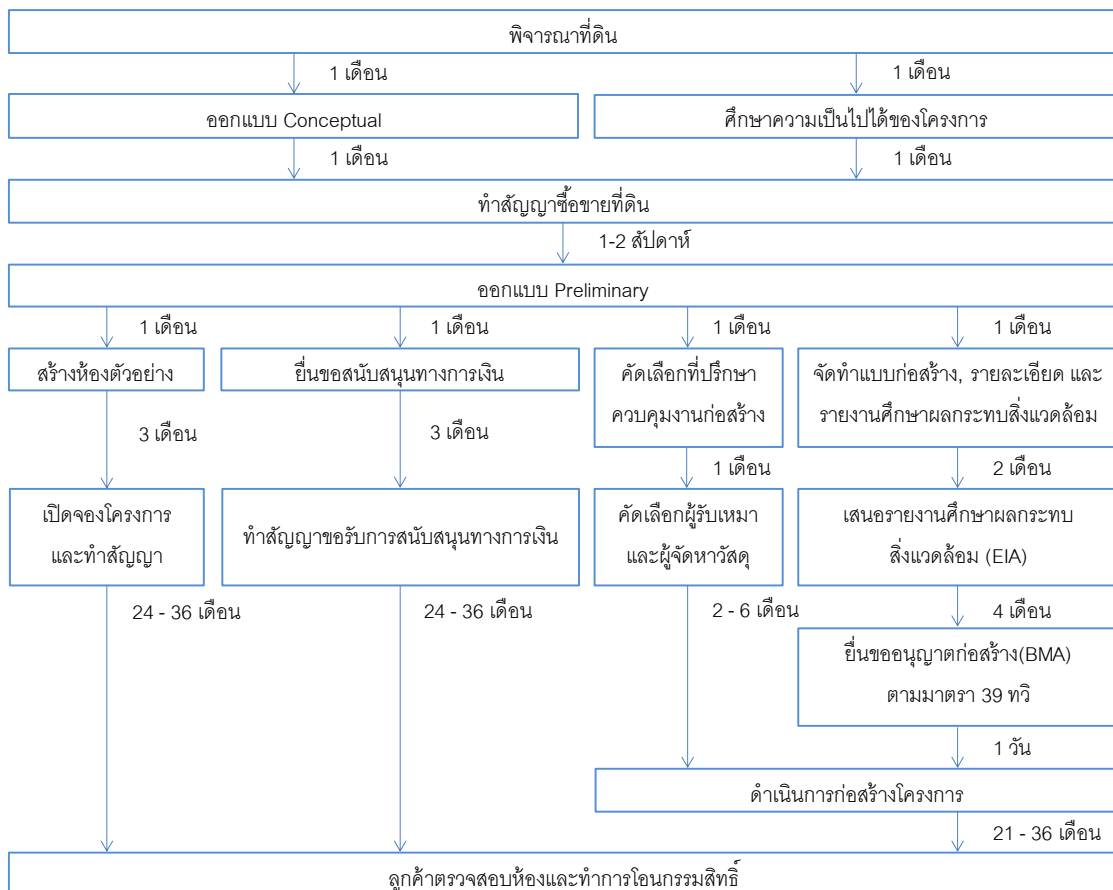 พิจารณาที่ดิน
1 เดือน
1 เดือน
ออกแบบ Conceptual
ศึกษาความเป็นไปได้ของโครงการ
1 เดือน
1 เดือน
ทำสัญญาซื้อขายที่ดิน
1-2 สัปดาห์
ออกแบบ Preliminary
1 เดือน
1 เดือน
1 เดือน
1 เดือน
สร้างห้องตัวอย่าง
ยื่นขอสนับสนุนทางการเงิน
คัดเลือกที่ปรึกษา
ควบคุมงานก่อสร้าง
จัดทำแบบก่อสร้าง, รายละเอียด และ
รายงานศึกษาผลกระทบสิ่งแวดล้อม
3 เดือน
3 เดือน
1 เดือน
2 เดือน
เปิดจองโครงการ
และทำสัญญา
ทำสัญญาขอรับการสนับสนุนทางการเงิน
คัดเลือกผู้รับเหมา
และผู้จัดหาวัสดุ
เสนอรายงานศึกษาผลกระทบ
สิ่งแวดล้อม (EIA)
24 - 36 เดือน
24 - 36 เดือน
2 - 6 เดือน
4 เดือน
ยื่นขออนุญาตก่อสร้าง(BMA)
ตามมาตรา 39 ทวิ
1 วัน
ดำเนินการก่อสร้างโครงการ
21 - 36 เดือน
ลูกค้าตรวจสอบห้องและทำการโอนกรรมสิทธิ์